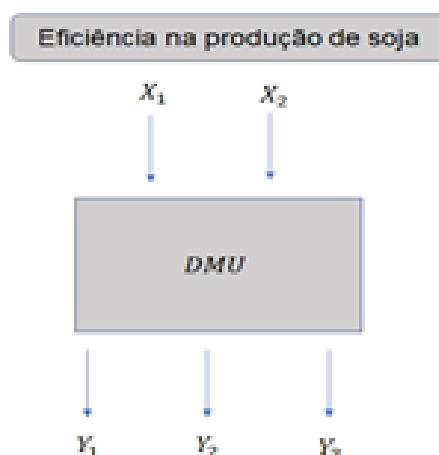 Eficiência na produção de soja
X₁ X₂
DMU
Y₁ Y₂ Y₃